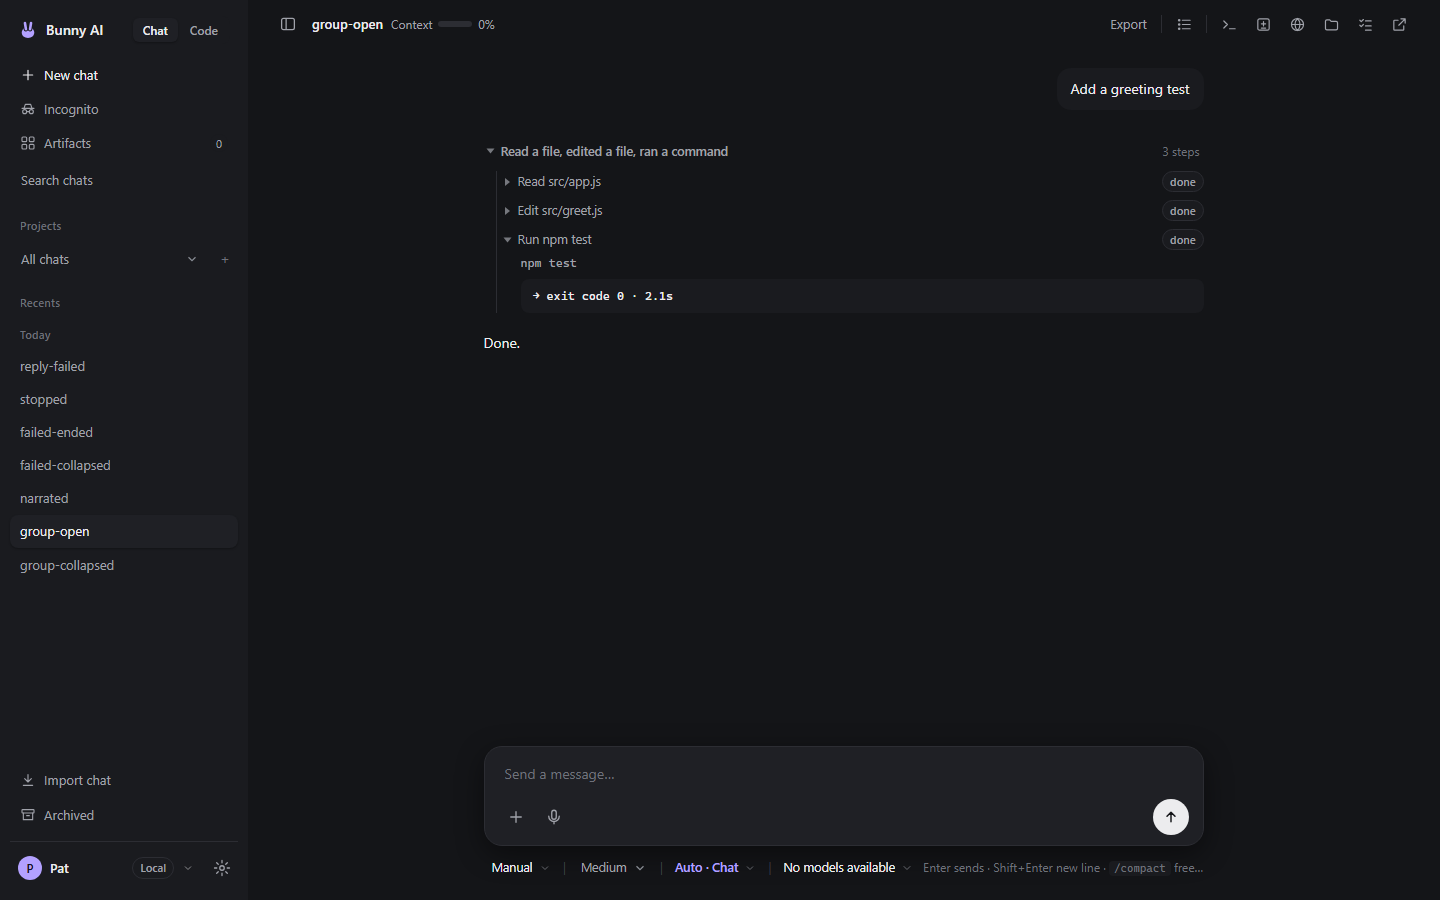 Bunny AI
Chat
Code
New chat
Incognito
Artifacts
0
Search chats
Projects
All chats
+
Recents
Today
reply-failed
stopped
failed-ended
failed-collapsed
narrated
group-open
group-collapsed
Import chat
Archived
P
Pat
Local
group-open
Context
0%
Export
Add a greeting test
Read a file, edited a file, ran a command
3 steps
Read src/app.js
done
Edit src/greet.js
done
Run npm test
done
npm test
➜ exit code 0 · 2.1s
Done.
Send a message...
Manual
Medium
Auto · Chat
No models available
Enter sends · Shift+Enter new line · /compact free...